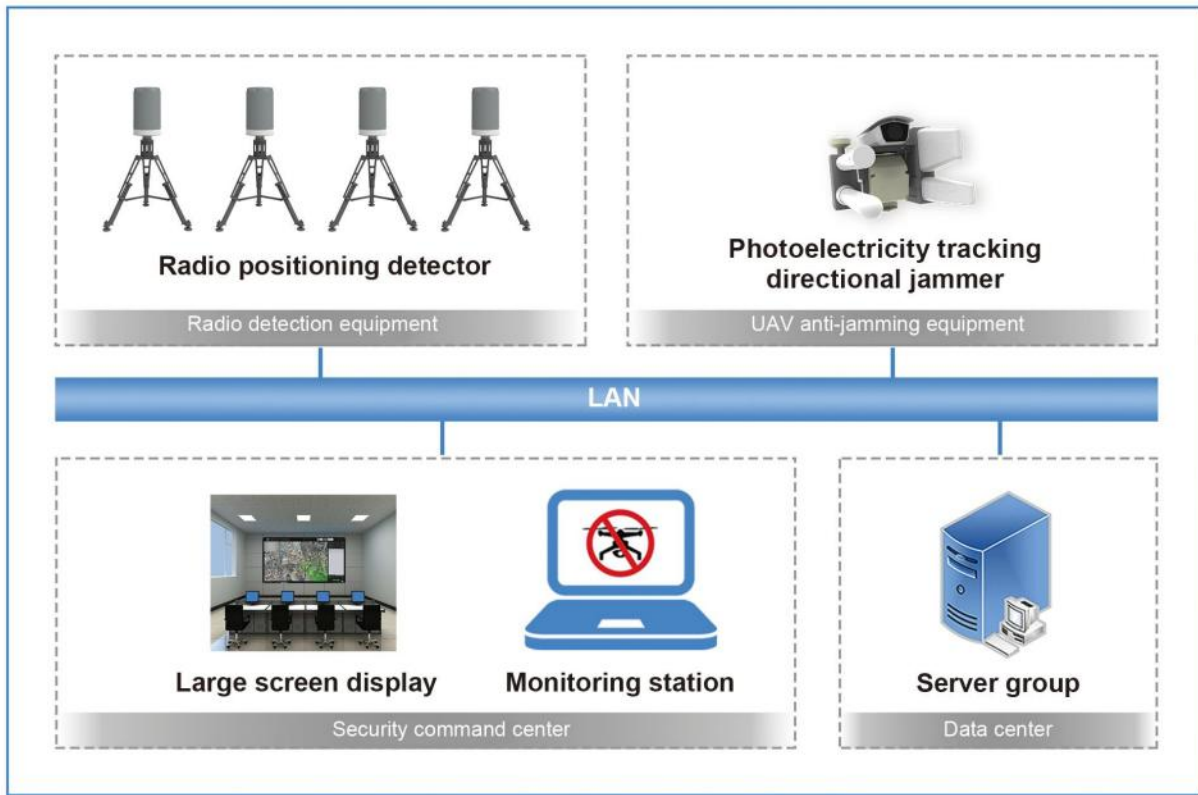 Radio positioning detector
Radio detection equipment
Photoelectricity tracking
directional jammer
UAV anti-jamming equipment
LAN
Large screen display
Monitoring station
Security command center
Server group
Data center